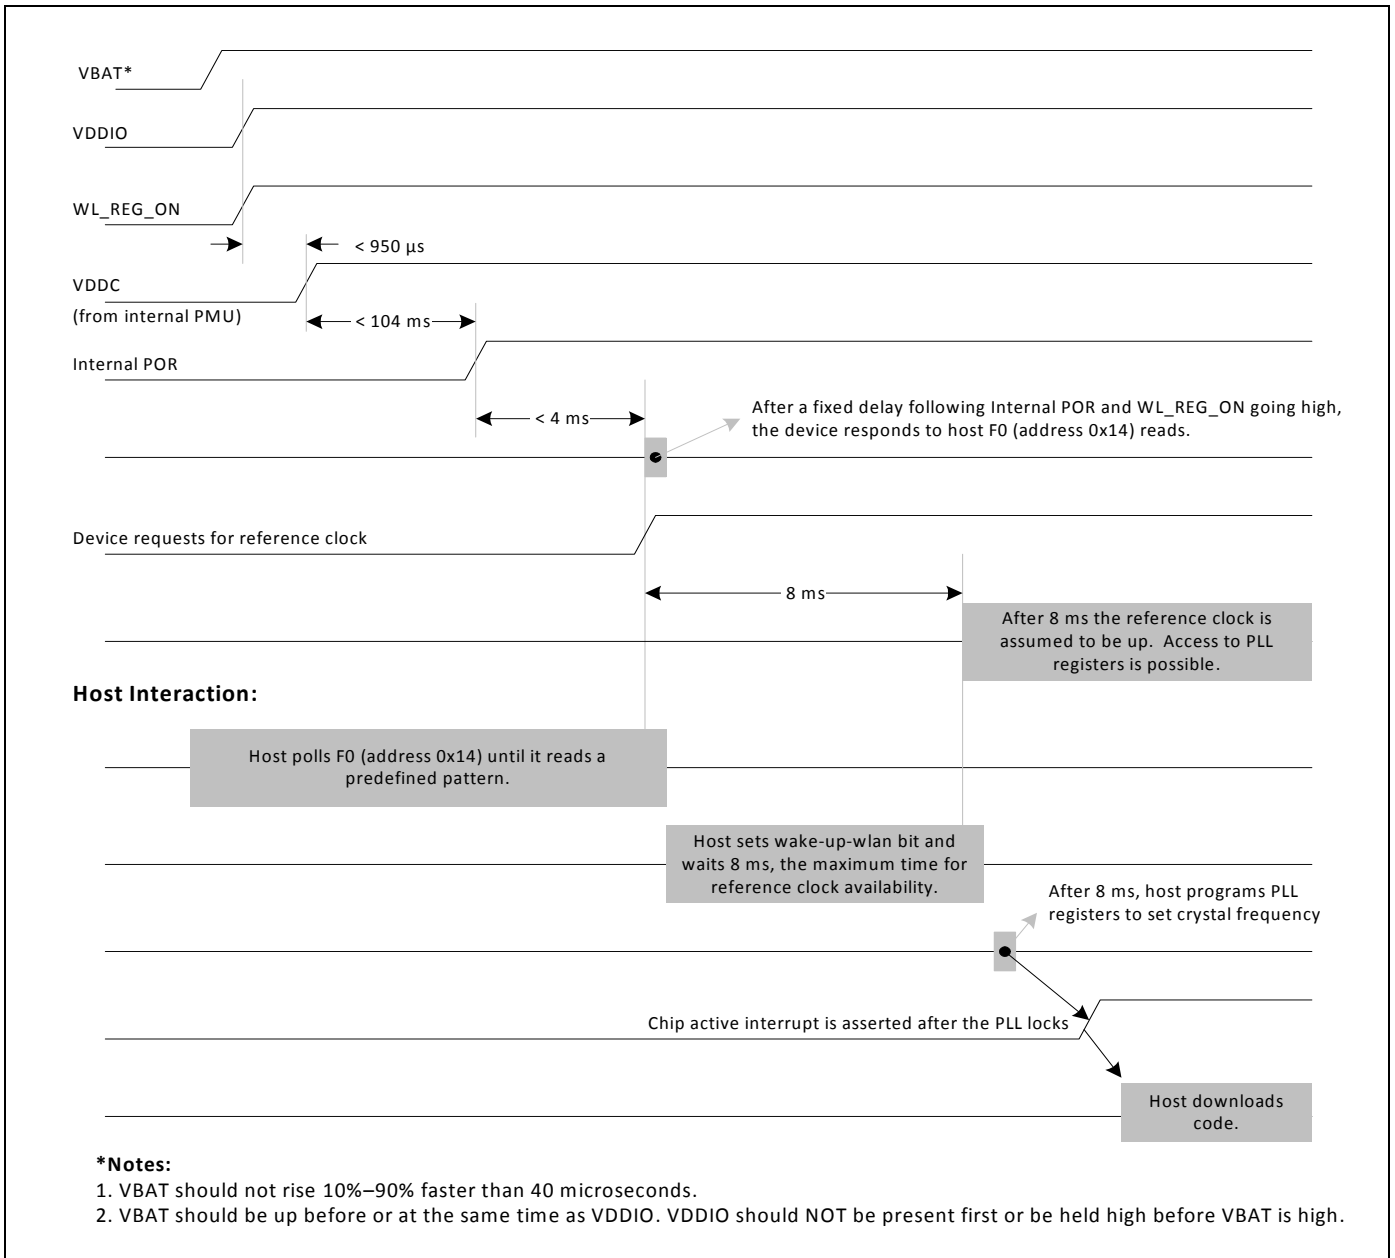 VBAT*
VDDIO
WL_REG_ON
< 950 µs
VDDC
(from internal PMU)
< 104 ms
Internal POR
After a fixed delay following Internal POR and WL_REG_ON going high,
the device responds to host F0 (address 0x14) reads.
< 4 ms
Device requests for reference clock
8 ms
After 8 ms the reference clock is
assumed to be up. Access to PLL
registers is possible.
Host Interaction:
Host polls F0 (address 0x14) until it reads a
predefined pattern.
Host sets wake-up-wlan bit and
waits 8 ms, the maximum time for
reference clock availability.
After 8 ms, host programs PLL
registers to set crystal frequency
Chip active interrupt is asserted after the PLL locks
Host downloads
code.
*Notes:
1. VBAT should not rise 10%–90% faster than 40 microseconds.
2. VBAT should be up before or at the same time as VDDIO. VDDIO should NOT be present first or be held high before VBAT is high.